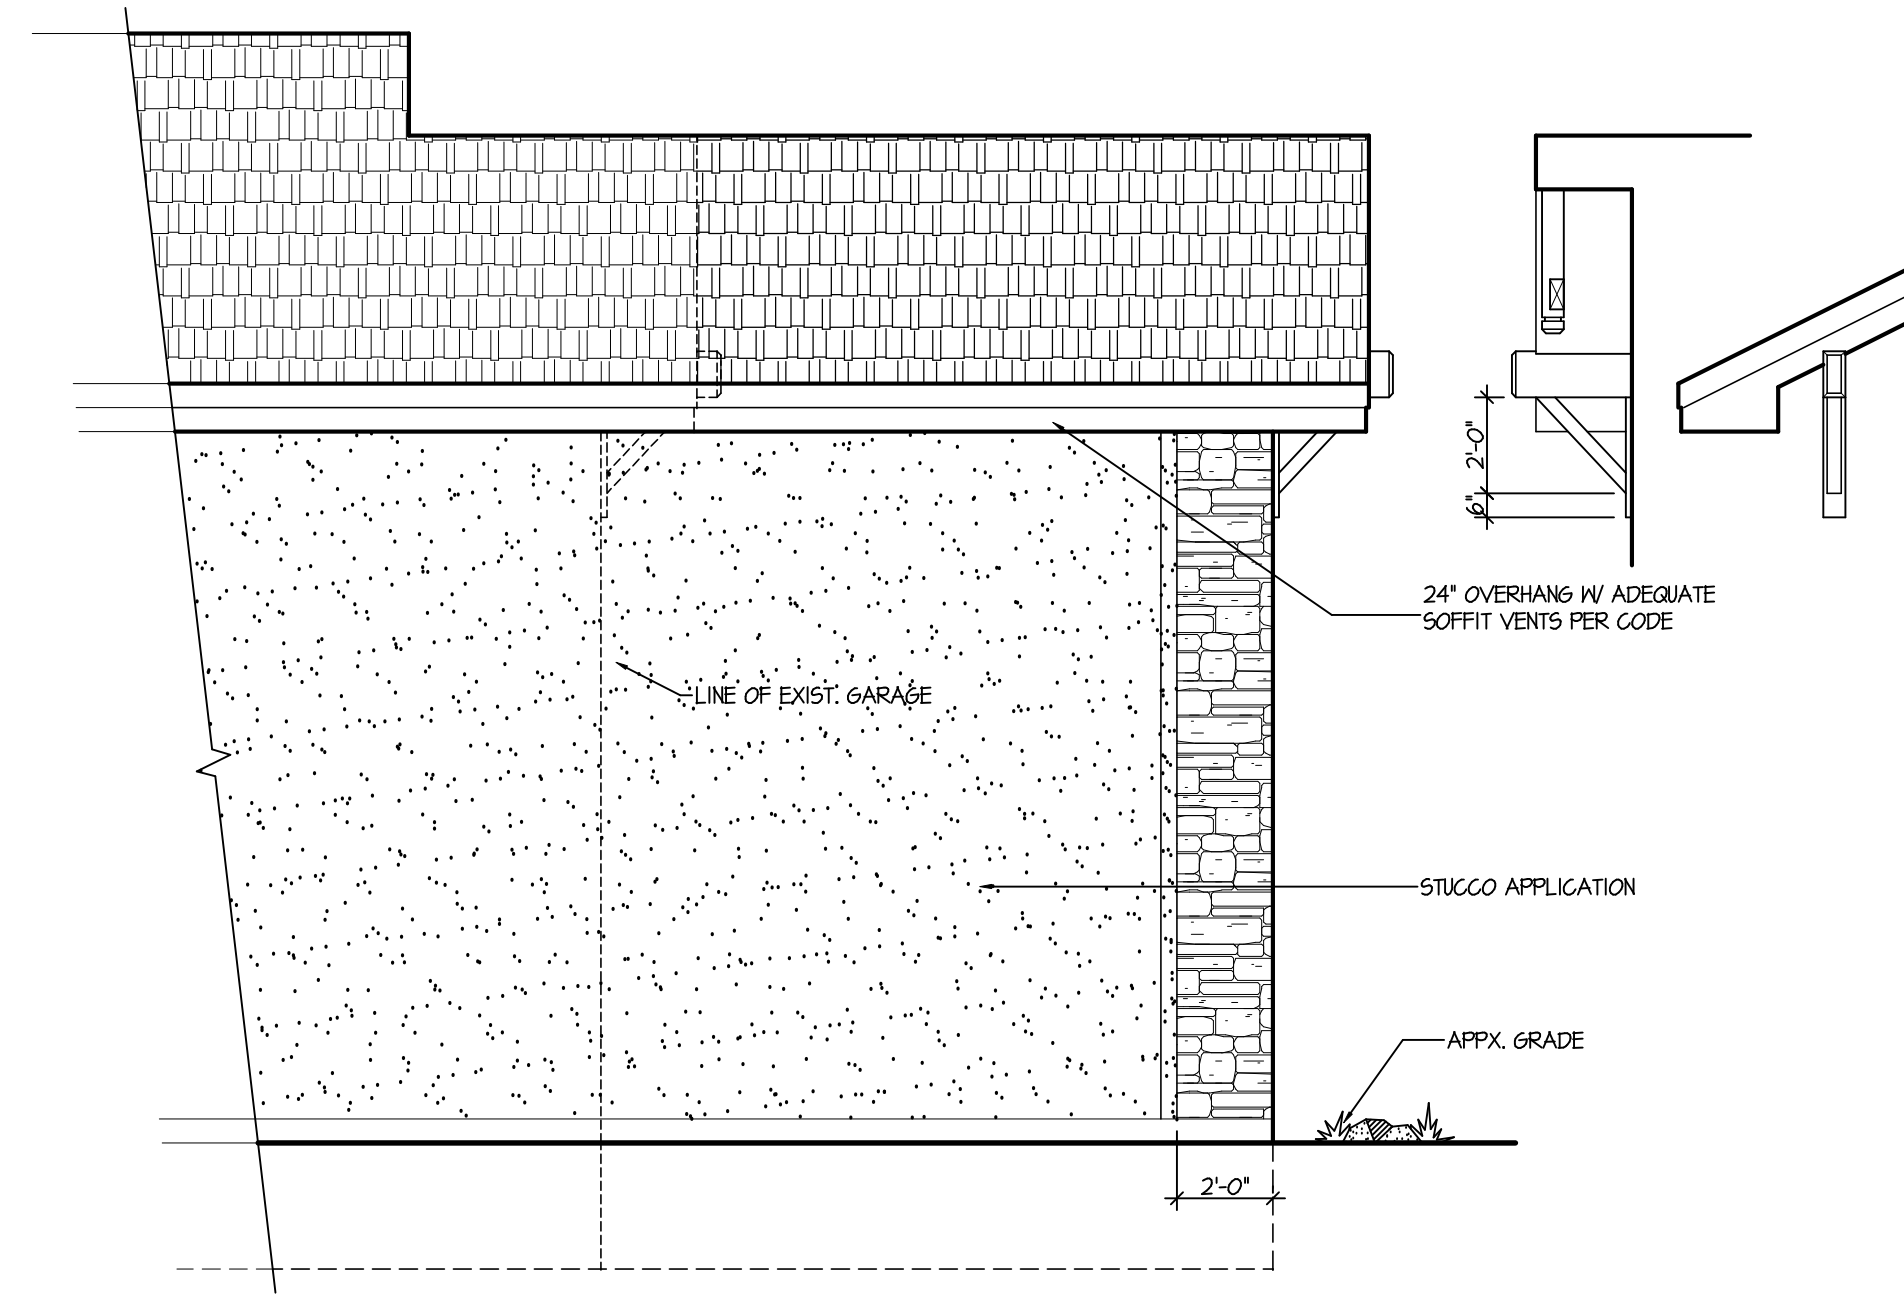 2'-0"
6"
24" OVERHANG W/ ADEQUATE
SOFFIT VENTS PER CODE
LINE OF EXIST. GARAGE
STUCCO APPLICATION
APPX. GRADE
2'-0"